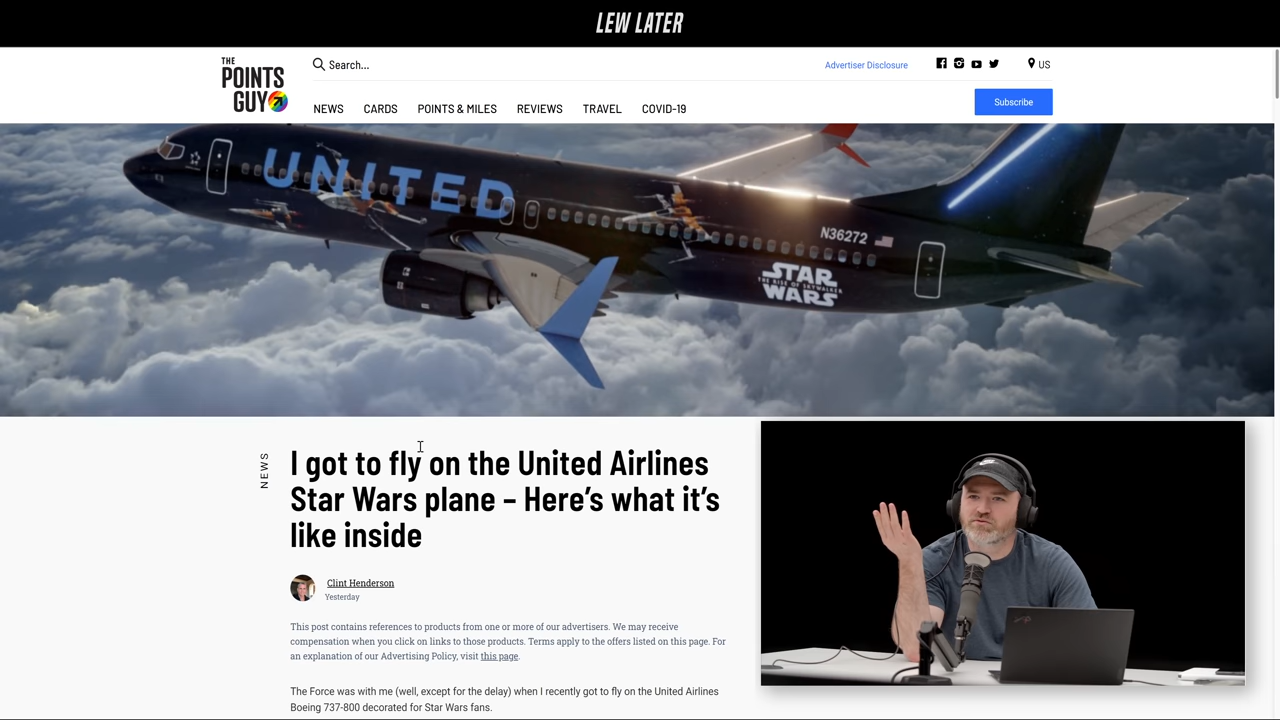 LEW LATER
THE
POINTS
GUY
Search...
Advertiser Disclosure
US
NEWS
CARDS
POINTS & MILES
REVIEWS
TRAVEL
COVID-19
Subscribe
UNITED
N36272
STAR
THE RISE OF SKYWALKER
WARS
NEWS
I got to fly on the United Airlines
Star Wars plane – Here’s what it’s
like inside
Clint Henderson
Yesterday
This post contains references to products from one or more of our advertisers. We may receive
compensation when you click on links to those products. Terms apply to the offers listed on this page. For
an explanation of our Advertising Policy, visit this page.
The Force was with me (well, except for the delay) when I recently got to fly on the United Airlines
Boeing 737-800 decorated for Star Wars fans.